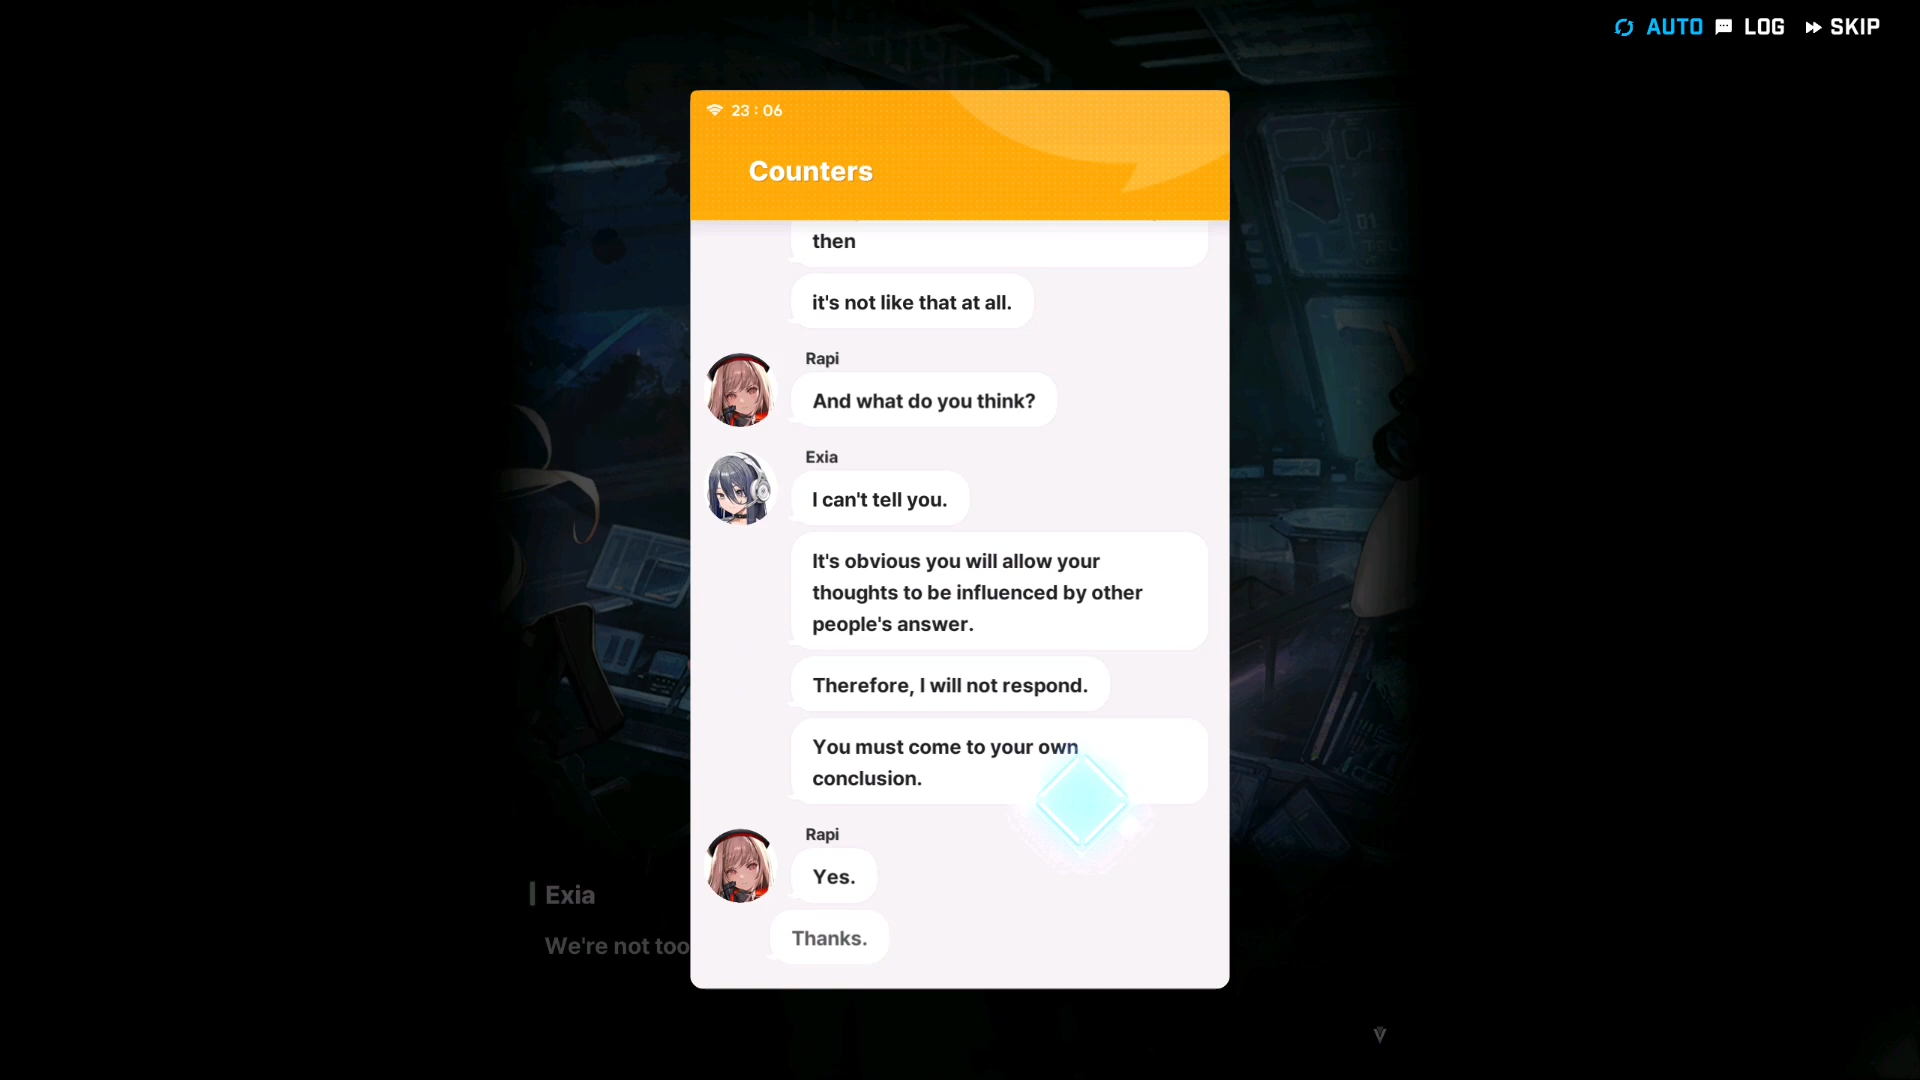 AUTO LOG SKIP
23 : 06
Counters
then
it's not like that at all.
Rapi
And what do you think?
Exia
I can't tell you.
It's obvious you will allow your
thoughts to be influenced by other
people's answer.
Therefore, I will not respond.
You must come to your own
conclusion.
Rapi
Yes.
Thanks.
Exia
We're not too